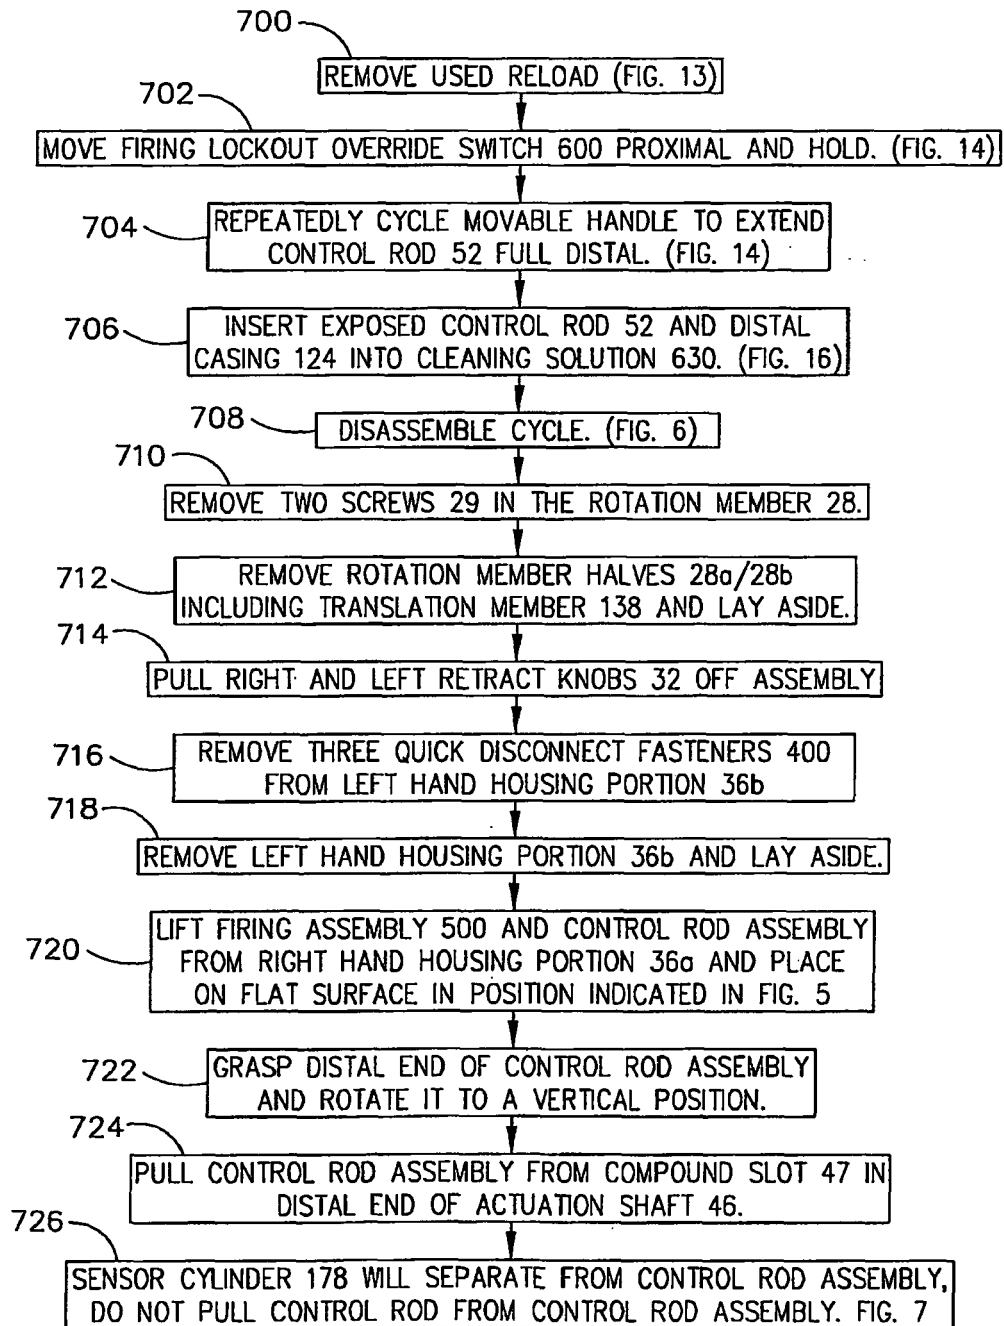 700
REMOVE USED RELOAD (FIG. 13)
702
MOVE FIRING LOCKOUT OVERRIDE SWITCH 600 PROXIMAL AND HOLD. (FIG. 14)
704
REPEATEDLY CYCLE MOVABLE HANDLE TO EXTEND
CONTROL ROD 52 FULL DISTAL. (FIG. 14)
706
INSERT EXPOSED CONTROL ROD 52 AND DISTAL
CASING 124 INTO CLEANING SOLUTION 630. (FIG. 16)
708
DISASSEMBLE CYCLE. (FIG. 6)
710
REMOVE TWO SCREWS 29 IN THE ROTATION MEMBER 28.
712
REMOVE ROTATION MEMBER HALVES 28a/28b
INCLUDING TRANSLATION MEMBER 138 AND LAY ASIDE.
714
PULL RIGHT AND LEFT RETRACT KNOBS 32 OFF ASSEMBLY
716
REMOVE THREE QUICK DISCONNECT FASTENERS 400
FROM LEFT HAND HOUSING PORTION 36b
718
REMOVE LEFT HAND HOUSING PORTION 36b AND LAY ASIDE.
720
LIFT FIRING ASSEMBLY 500 AND CONTROL ROD ASSEMBLY
FROM RIGHT HAND HOUSING PORTION 36a AND PLACE
ON FLAT SURFACE IN POSITION INDICATED IN FIG. 5
722
GRASP DISTAL END OF CONTROL ROD ASSEMBLY
AND ROTATE IT TO A VERTICAL POSITION.
724
PULL CONTROL ROD ASSEMBLY FROM COMPOUND SLOT 47 IN
DISTAL END OF ACTUATION SHAFT 46.
726
SENSOR CYLINDER 178 WILL SEPARATE FROM CONTROL ROD ASSEMBLY,
DO NOT PULL CONTROL ROD FROM CONTROL ROD ASSEMBLY. FIG. 7